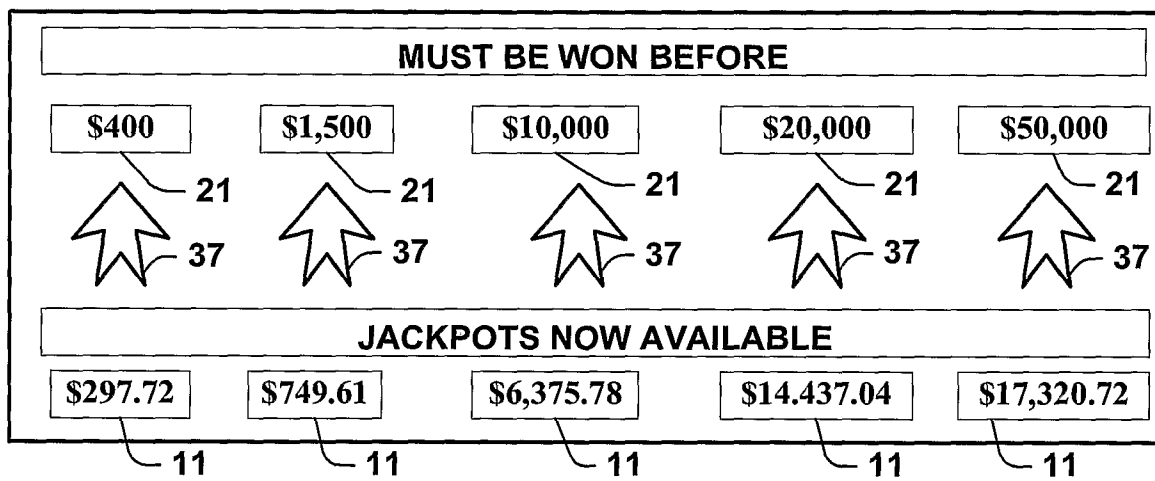 MUST BE WON BEFORE
$400 $1,500 $10,000 $20,000 $50,000
21 21 21 21 21
37 37 37 37 37
JACKPOTS NOW AVAILABLE
$297.72 $749.61 $6,375.78 $14.437.04 $17,320.72
11 11 11 11 11